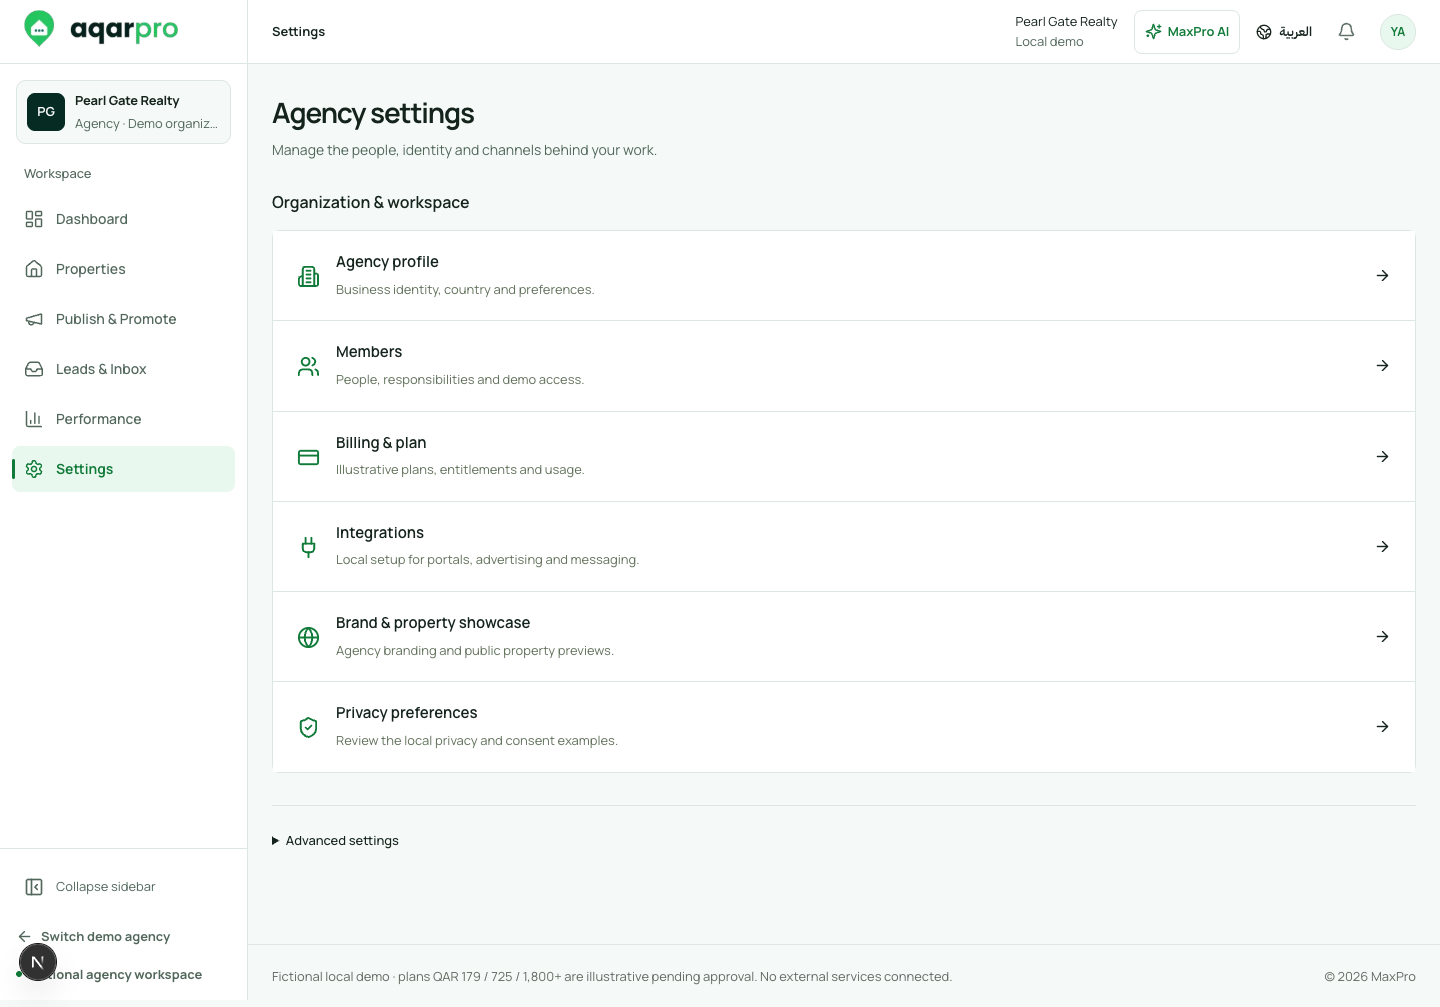 aqarpro
Settings
Pearl Gate Realty
Local demo
MaxPro AI
العربية
YA
PG
Pearl Gate Realty
Agency · Demo organiz...
Workspace
Dashboard
Properties
Publish & Promote
Leads & Inbox
Performance
Settings
Collapse sidebar
Switch demo agency
agency workspace
N
Agency settings
Manage the people, identity and channels behind your work.
Organization & workspace
Agency profile
Business identity, country and preferences.
Members
People, responsibilities and demo access.
Billing & plan
Illustrative plans, entitlements and usage.
Integrations
Local setup for portals, advertising and messaging.
Brand & property showcase
Agency branding and public property previews.
Privacy preferences
Review the local privacy and consent examples.
Advanced settings
Fictional local demo · plans QAR 179 / 725 / 1,800+ are illustrative pending approval. No external services connected.
© 2026 MaxPro